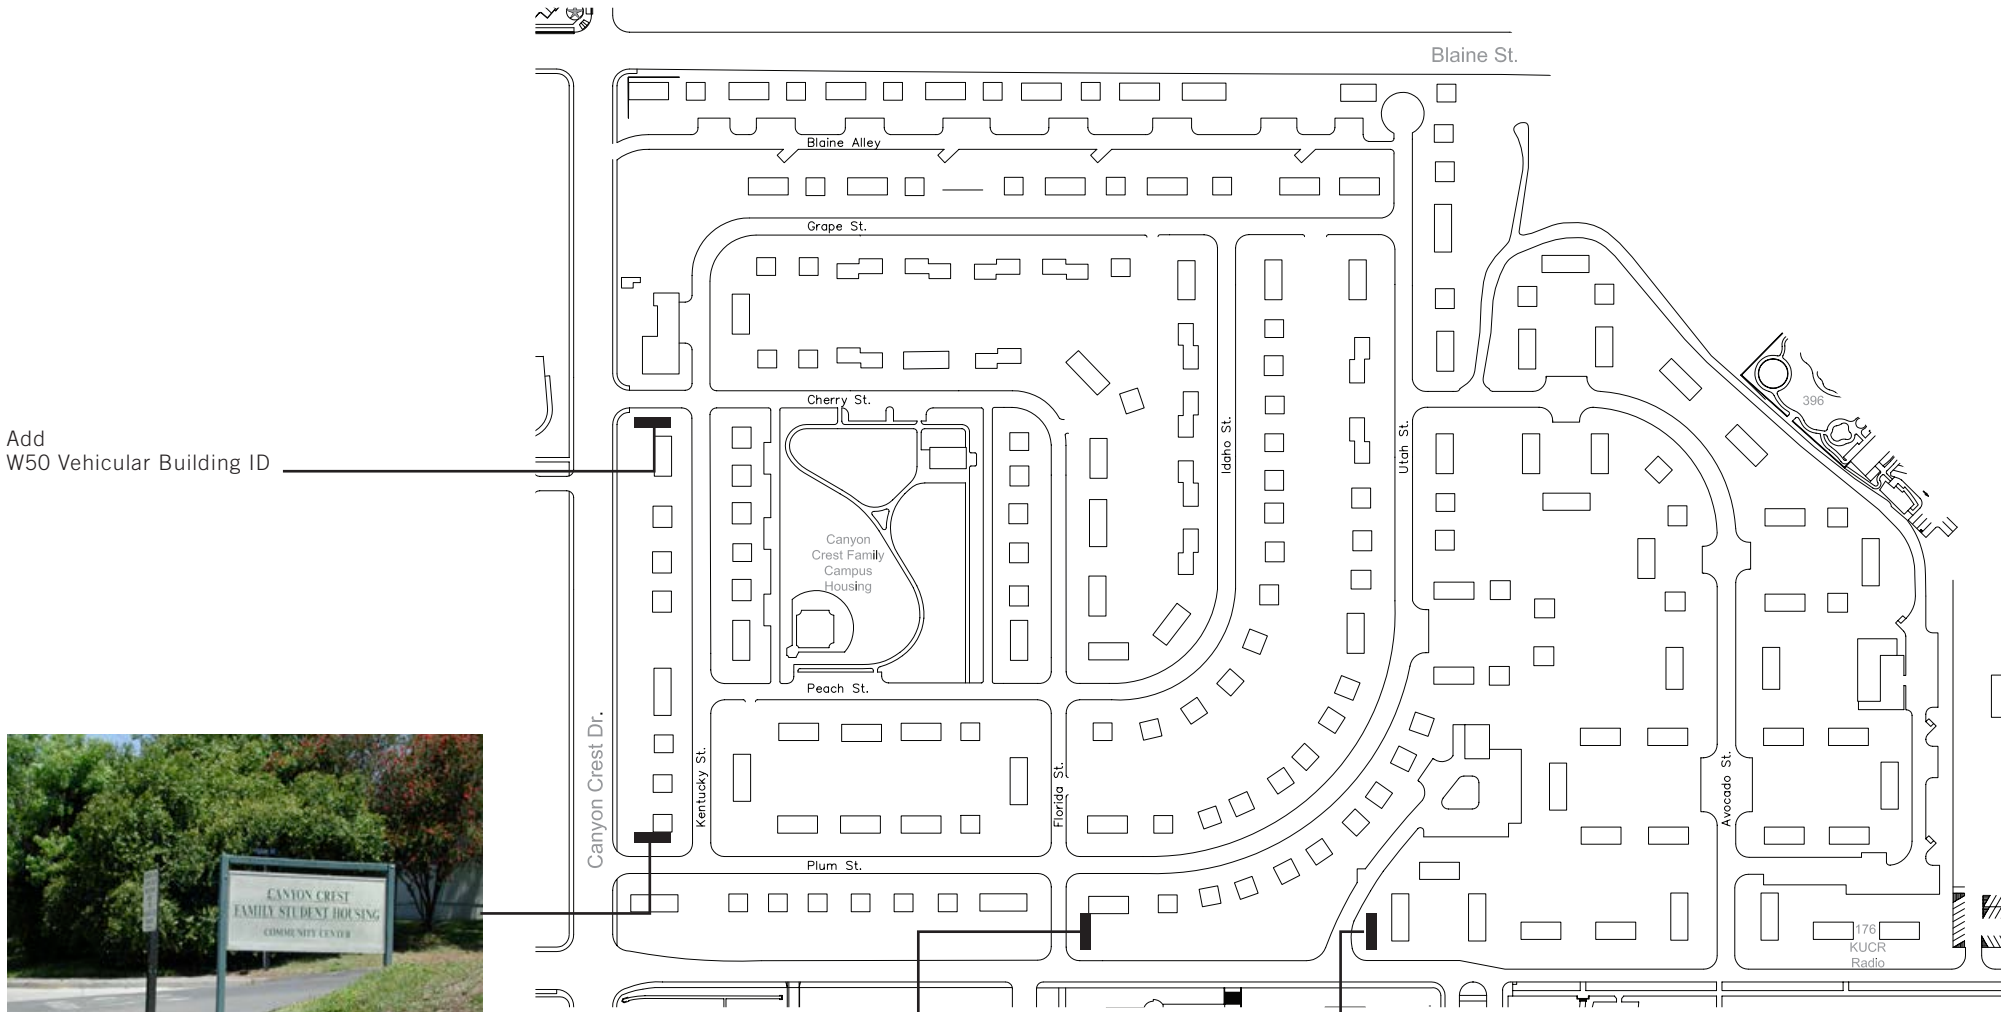 Blaine St.
Blaine Alley
Grape St.
396
Cherry St.
Add
W50 Vehicular Building ID
Idaho St.
Utah St.
Canyon
Crest Family
Campus
Housing
Peach St.
Canyon Crest Dr.
Kentucky St.
Florida St.
Avocado St.
Plum St.
CANYON CREST
FAMILY STUDENT HOUSING
COMMUNITY CENTER
176
KUCR
Radio